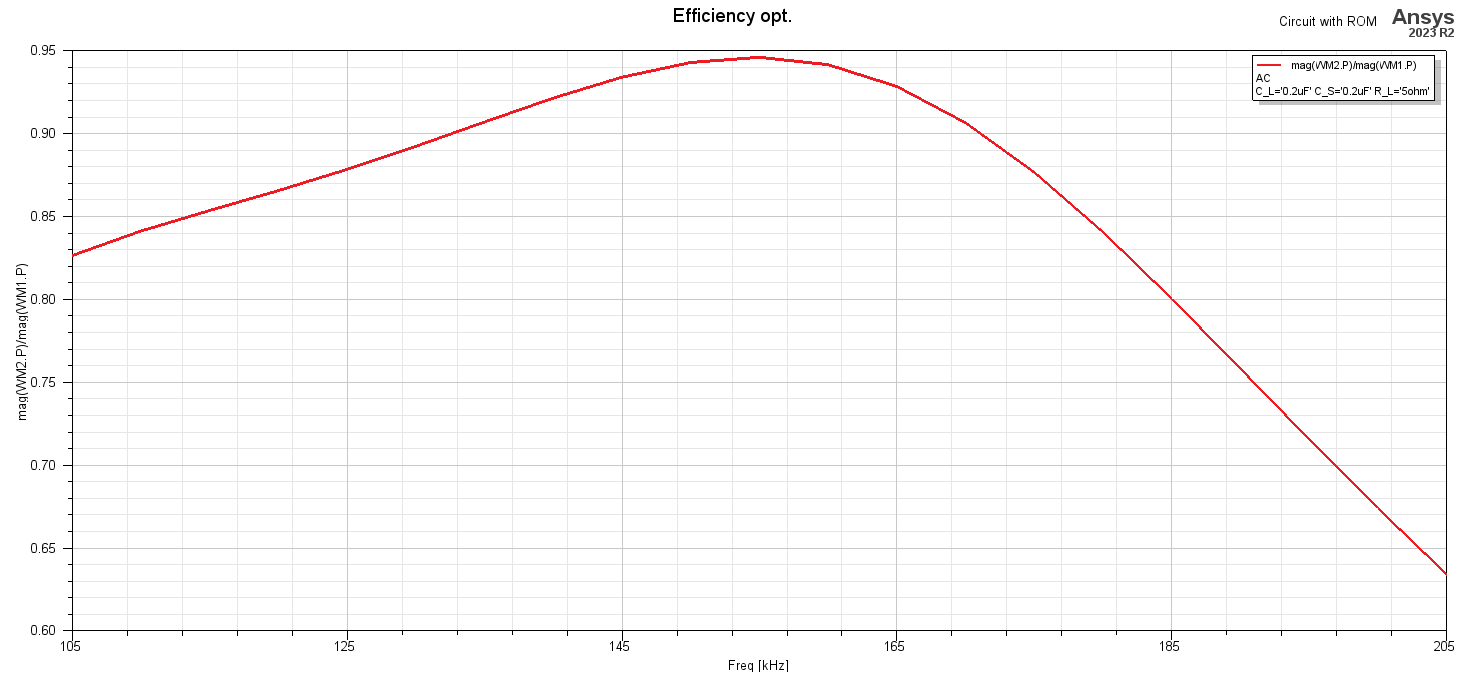 Efficiency opt.
Circuit with ROM
Ansys
2023 R2
mag(WM2.P)/mag(WM1.P)
AC
C_L='0.2uF' C_S='0.2uF' R_L='5ohm'
mag(WM2.P)/mag(WM1.P)
0.95
0.90
0.85
0.80
0.75
0.70
0.65
0.60
105 125 145 165 185 205
Freq [kHz]